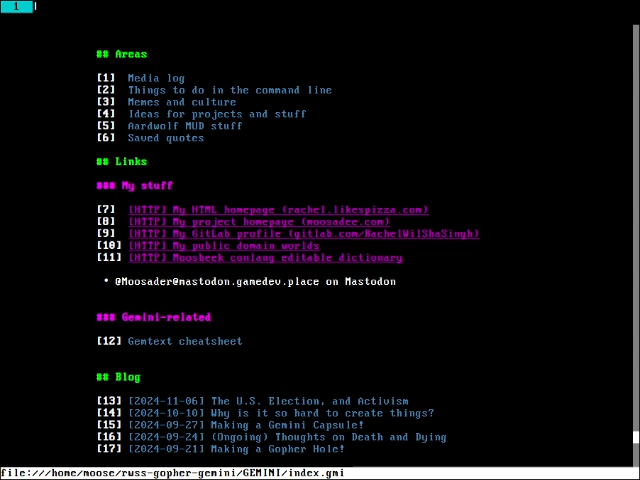 1
## Areas
[1] Media log
[2] Things to do in the command line
[3] Memes and culture
[4] Ideas for projects and stuff
[5] Aardwolf MUD stuff
[6] Saved quotes
## Links
### My stuff
[7] [HTTP] My HTML homepage (rachel.likespizza.com)
[8] [HTTP] My project homepage (moosadee.com)
[9] [HTTP] My GitLab profile (gitlab.com/RachelWilShaSingh)
[10] [HTTP] My public domain worlds
[11] [HTTP] Moosbeek conlang editable dictionary
• @Moosader@mastodon.gamedev.place on Mastodon
### Gemini-related
[12] Gemtext cheatsheet
## Blog
[13] [2024-11-06] The U.S. Election, and Activism
[14] [2024-10-10] Why is it so hard to create things?
[15] [2024-09-27] Making a Gemini Capsule!
[16] [2024-09-24] (Ongoing) Thoughts on Death and Dying
[17] [2024-09-21] Making a Gopher Hole!
file:///home/moose/rwss-gopher-gemini/GEMINI/index.gmi